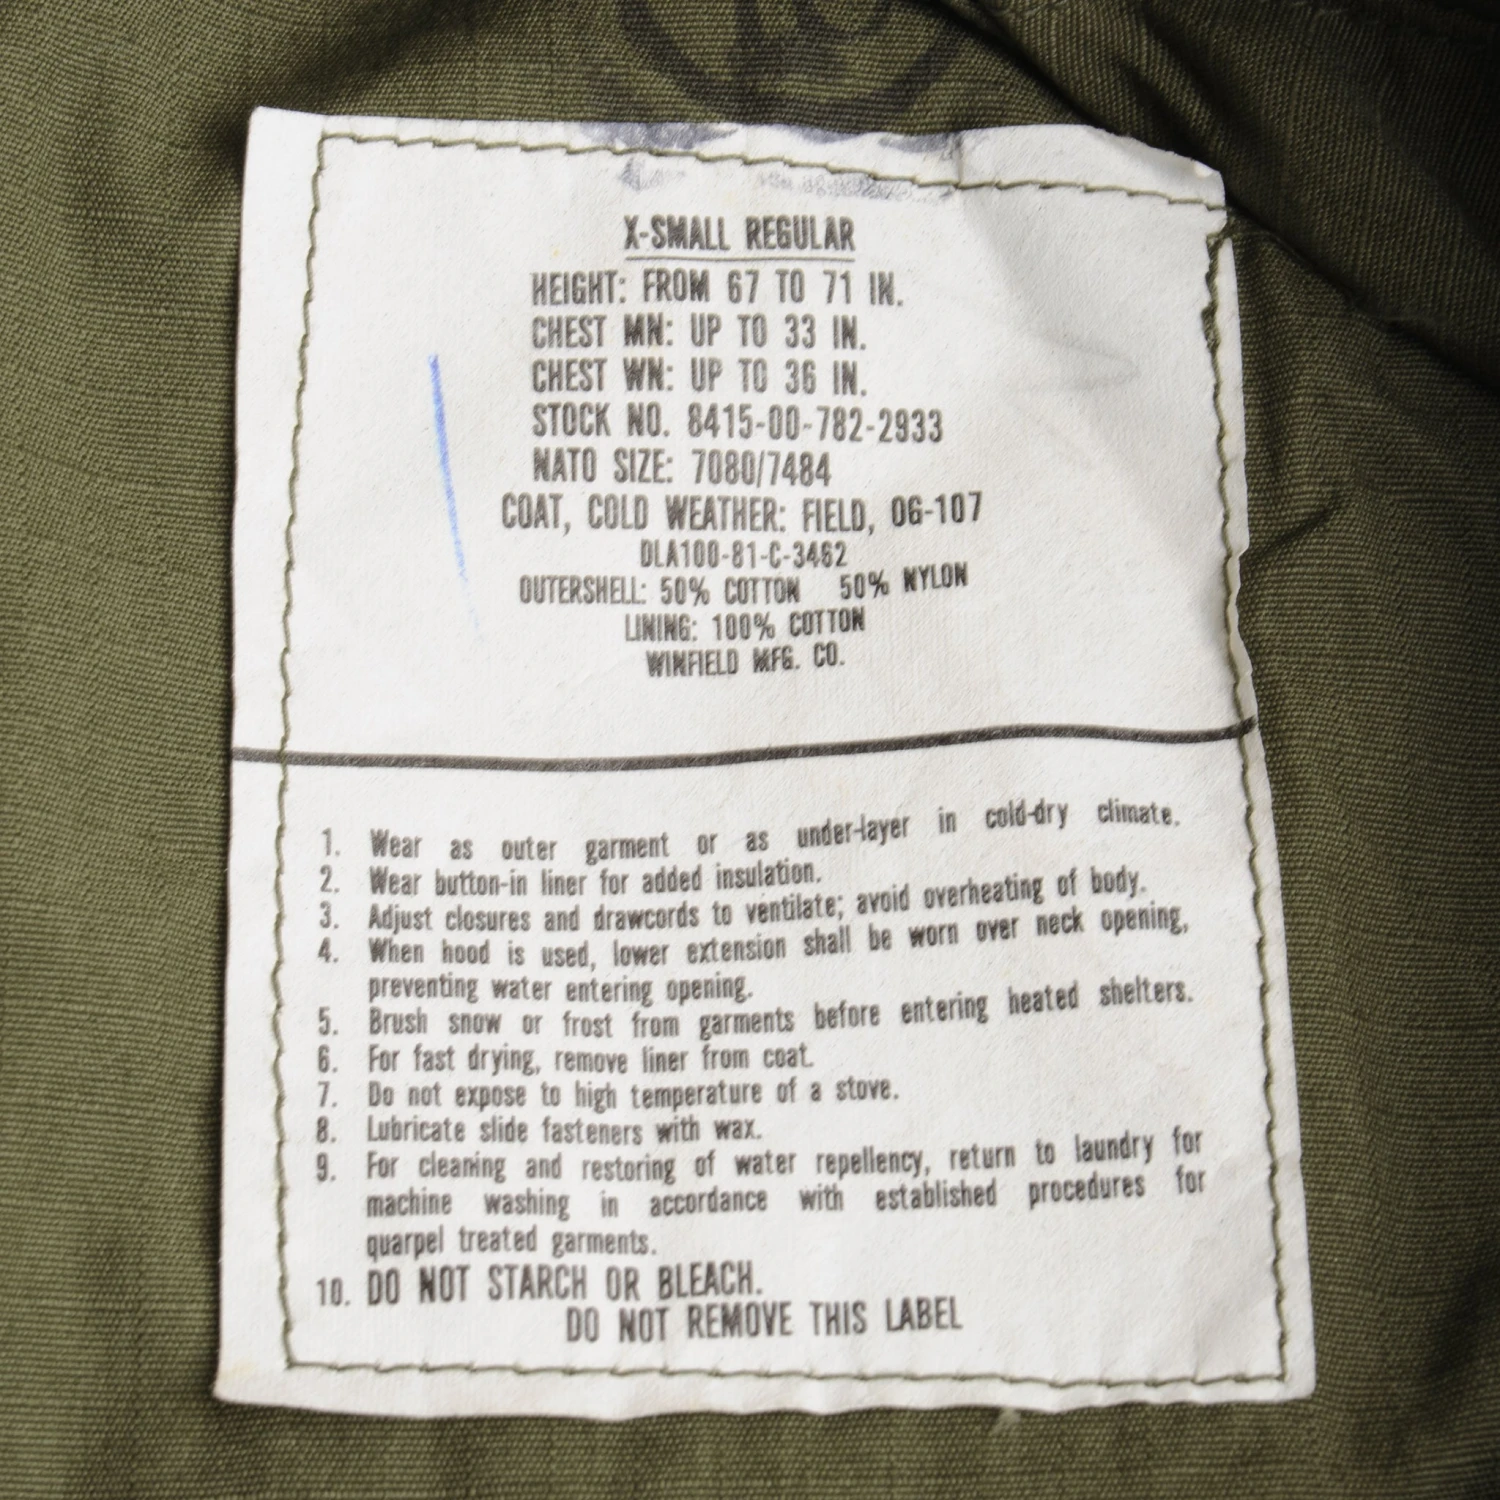 X-SMALL REGULAR
HEIGHT: FROM 67 TO 71 IN.
CHEST MN: UP TO 33 IN.
CHEST WN: UP TO 36 IN.
STOCK NO. 8415-00-782-2933
NATO SIZE: 7080/7484
COAT, COLD WEATHER: FIELD, OG-107
DLA100-81-C-3462
OUTERSHELL: 50% COTTON 50% NYLON
LINING: 100% COTTON
WINFIELD MFG. CO.
1. Wear as outer garment or as under-layer in cold-dry climate.
2. Wear button-in liner for added insulation.
3. Adjust closures and drawcords to ventilate; avoid overheating of body.
4. When hood is used, lower extension shall be worn over neck opening,
preventing water entering opening.
5. Brush snow or frost from garments before entering heated shelters.
6. For fast drying, remove liner from coat.
7. Do not expose to high temperature of a stove.
8. Lubricate slide fasteners with wax.
9. For cleaning and restoring of water repellency, return to laundry for
machine washing in accordance with established procedures for
quarpel treated garments.
10. DO NOT STARCH OR BLEACH.
DO NOT REMOVE THIS LABEL